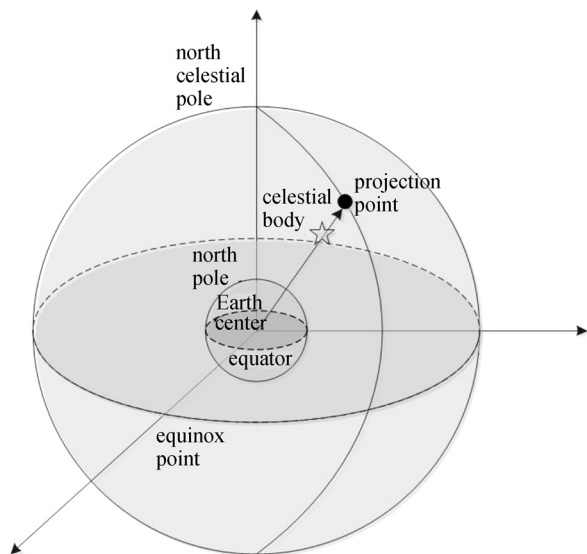 north
celestial
pole
projection
point
celestial
body
north
pole
Earth
center
equator
equinox
point